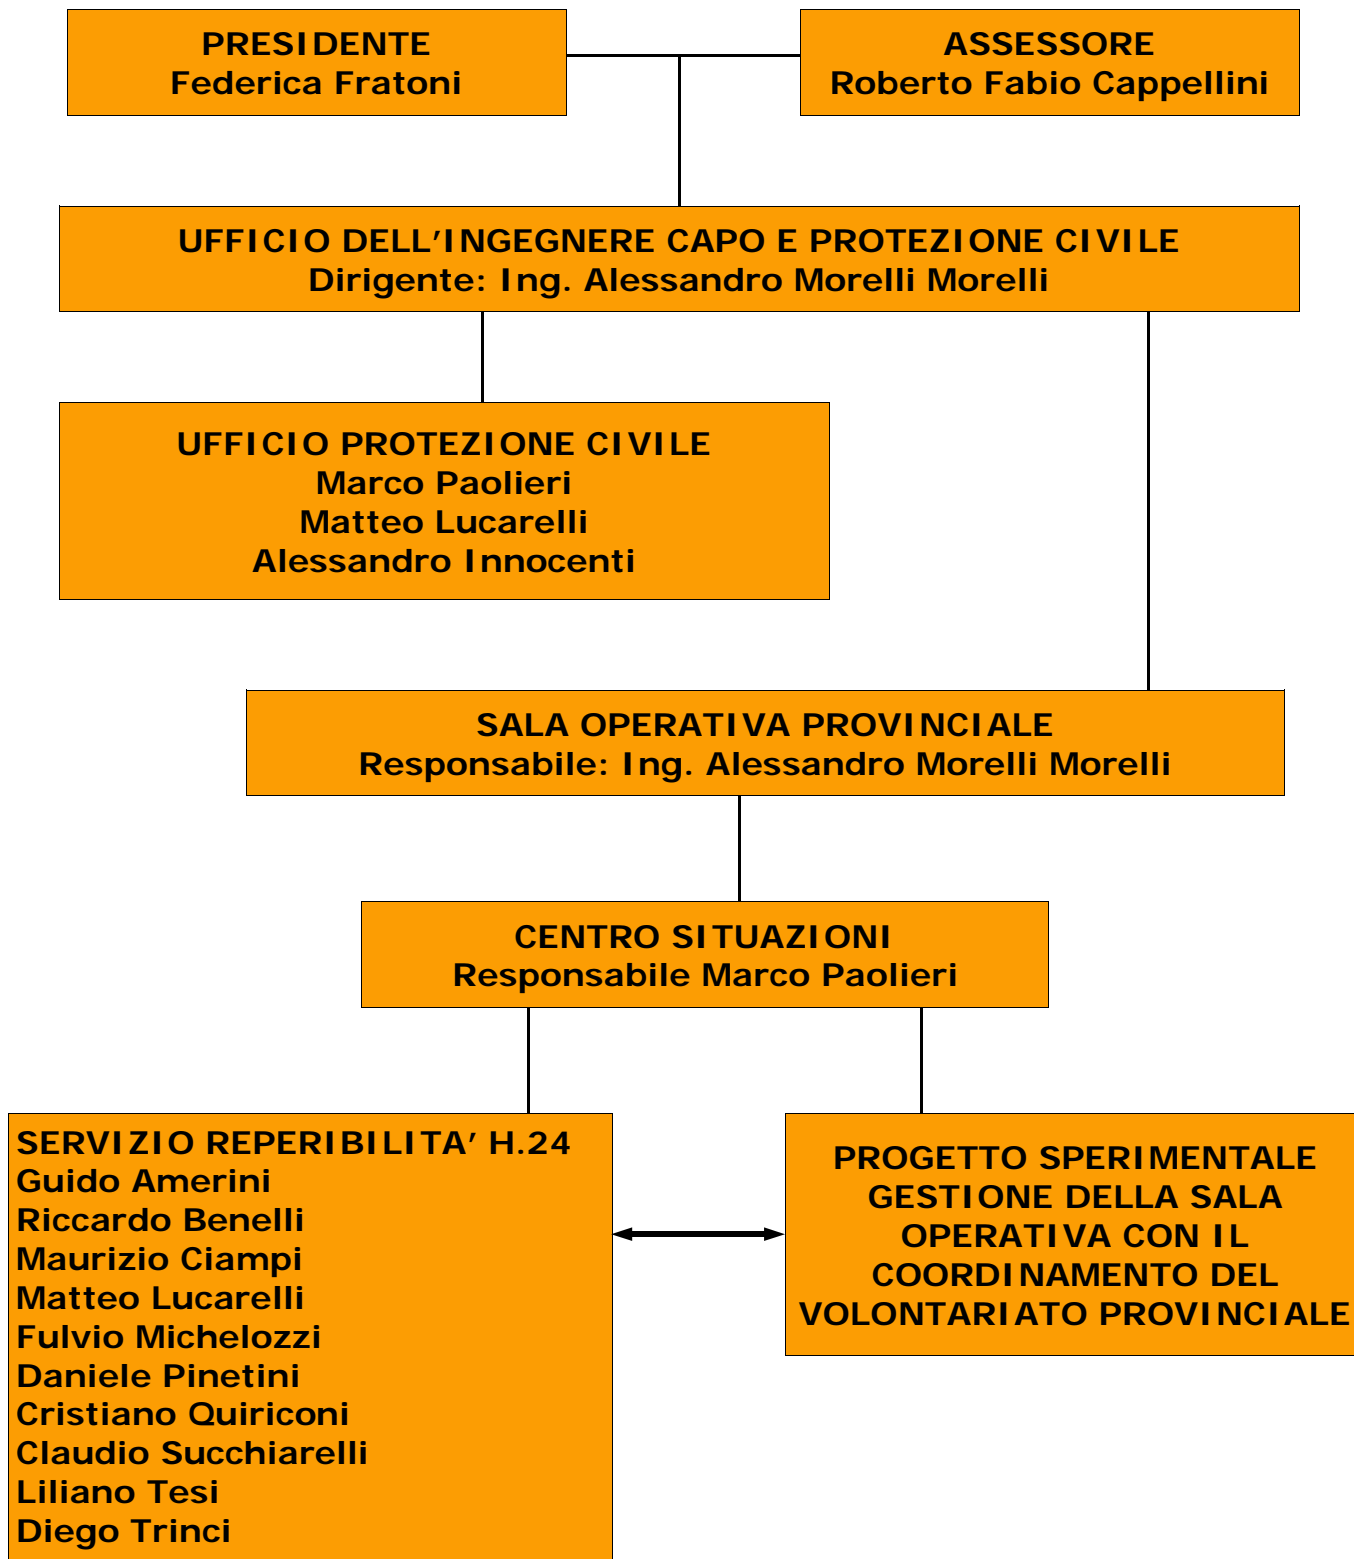 PRESIDENTE
Federica Fratoni
ASSESSORE
Roberto Fabio Cappellini
UFFICIO DELL’INGEGNERE CAPO E PROTEZIONE CIVILE
Dirigente: Ing. Alessandro Morelli Morelli
UFFICIO PROTEZIONE CIVILE
Marco Paolieri
Matteo Lucarelli
Alessandro Innocenti
SALA OPERATIVA PROVINCIALE
Responsabile: Ing. Alessandro Morelli Morelli
CENTRO SITUAZIONI
Responsabile Marco Paolieri
SERVIZIO REPERIBILITA’ H.24
Guido Amerini
Riccardo Benelli
Maurizio Ciampi
Matteo Lucarelli
Fulvio Michelozzi
Daniele Pinetini
Cristiano Quiriconi
Claudio Succhiarelli
Liliano Tesi
Diego Trinci
PROGETTO SPERIMENTALE
GESTIONE DELLA SALA
OPERATIVA CON IL
COORDINAMENTO DEL
VOLONTARIATO PROVINCIALE